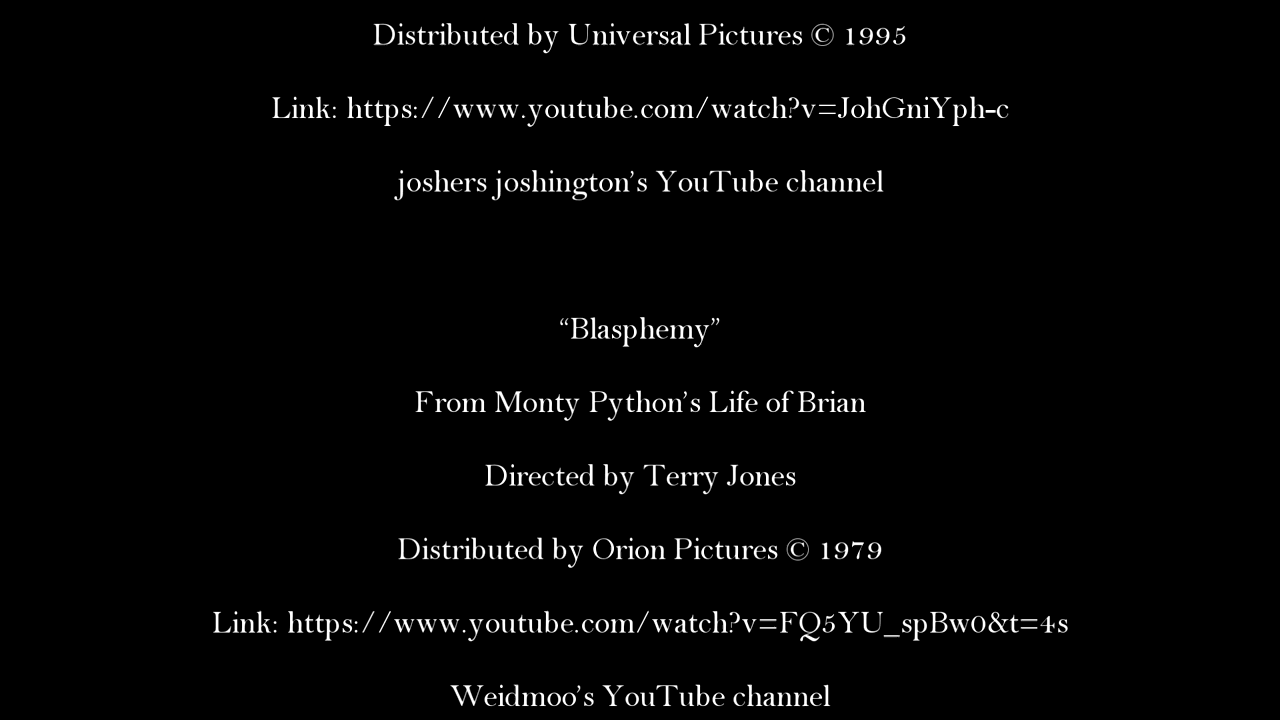 Distributed by Universal Pictures © 1995
Link: https://www.youtube.com/watch?v=JohGniYph-c
joshers joshington’s YouTube channel
“Blasphemy”
From Monty Python’s Life of Brian
Directed by Terry Jones
Distributed by Orion Pictures © 1979
Link: https://www.youtube.com/watch?v=FQ5YU_spBw0&t=4s
Weidmoo’s YouTube channel